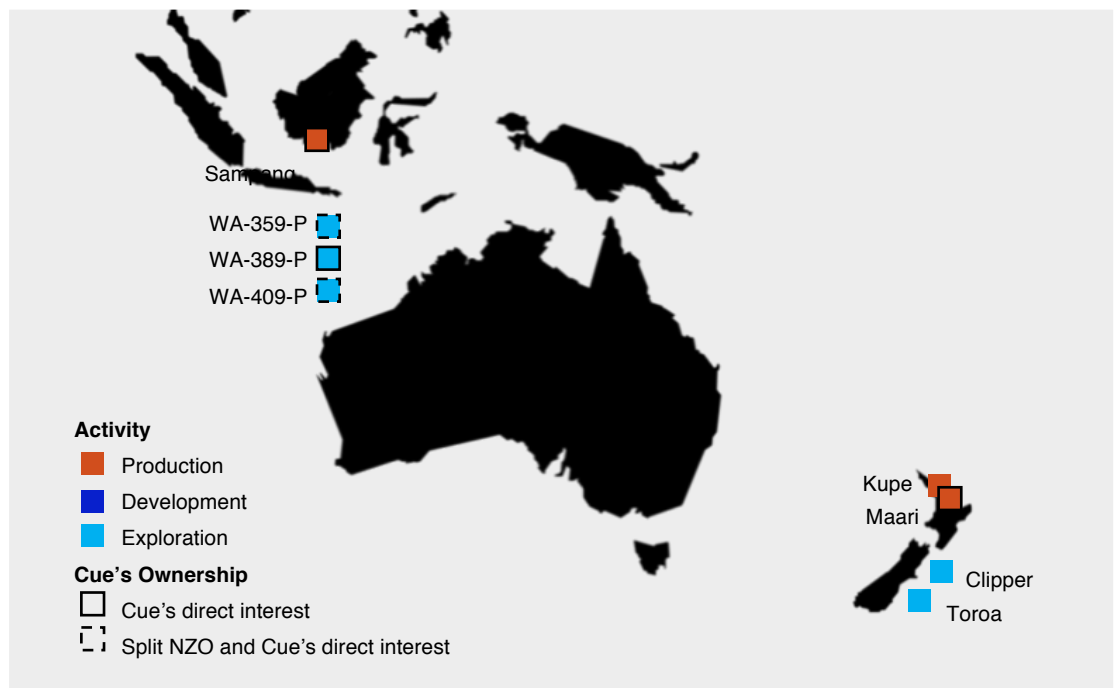 Sampang
WA-359-P
WA-389-P
WA-409-P
Activity
Production
Development
Exploration
Cue's Ownership
Cue's direct interest
Split NZO and Cue's direct interest
Kupe
Maari
Clipper
Toroa